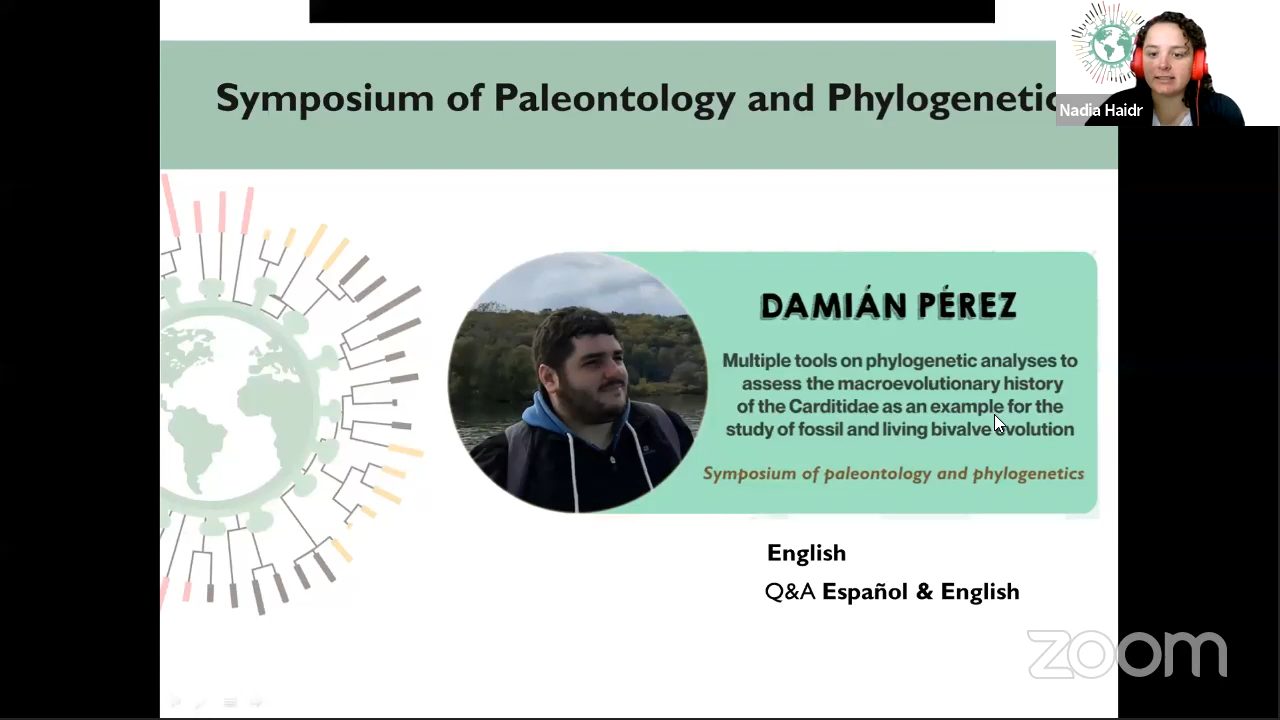 Symposium of Paleontology and Phylogenetic
Nadia Haidr
DAMIÁN PÉREZ
Multiple tools on phylogenetic analyses to
assess the macroevolutionary history
of the Carditidae as an example for the
study of fossil and living bivalve evolution
Symposium of paleontology and phylogenetics
English
Q&A Español & English
zoom